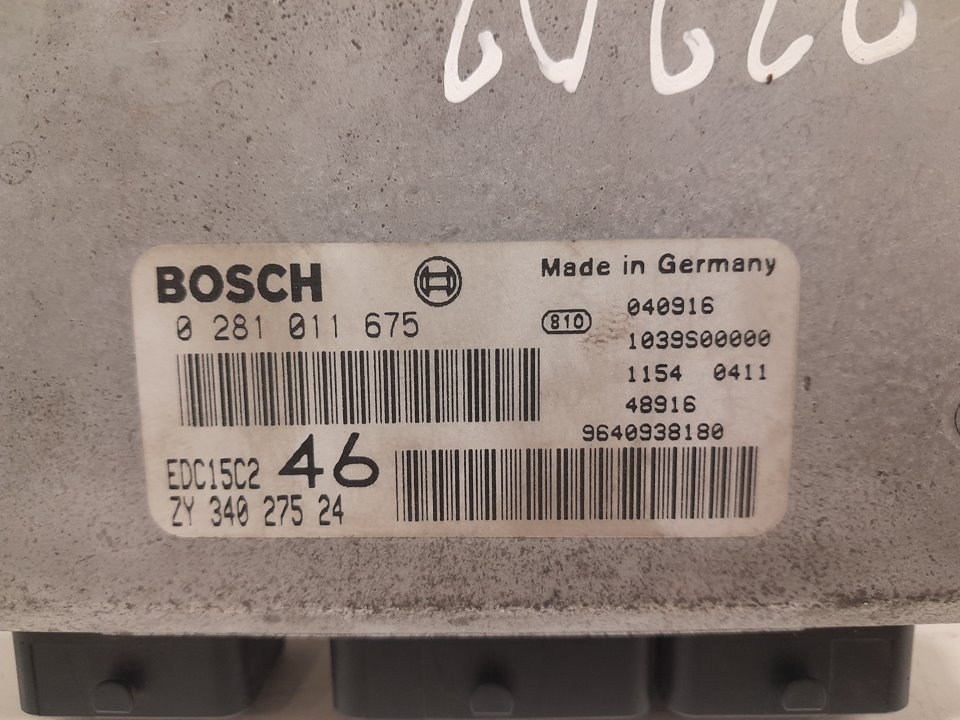 BOSCH
Made in Germany
0 281 011 675
810
040916
1039S00000
1154 0411
48916
9640938180
EDC15C2 46
ZY 340 275 24